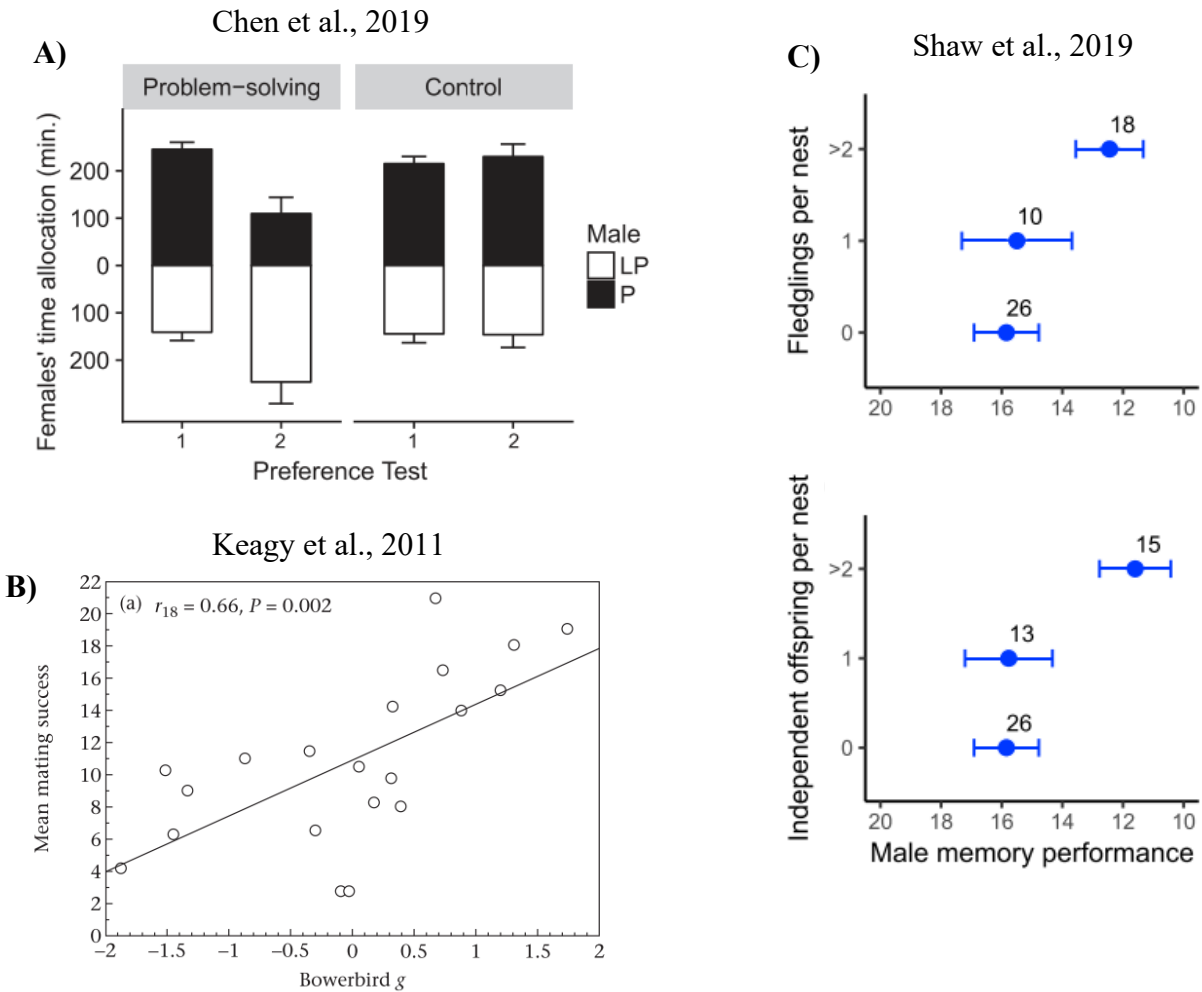 Chen et al., 2019
A)
Problem−solving
Control
Females' time allocation (min.)
200
100
0
100
200
1
2
1
2
Preference Test
Male
LP
P
Keagy et al., 2011
B)
(a) r18 = 0.66, P = 0.002
Mean mating success
22
20
18
16
14
12
10
8
6
4
2
0
−2
−1.5
−1
−0.5
0
0.5
1
1.5
2
Bowerbird g
Shaw et al., 2019
C)
Fledglings per nest
>2
1
0
18
10
26
20
18
16
14
12
10
Independent offspring per nest
>2
1
0
15
13
26
20
18
16
14
12
10
Male memory performance